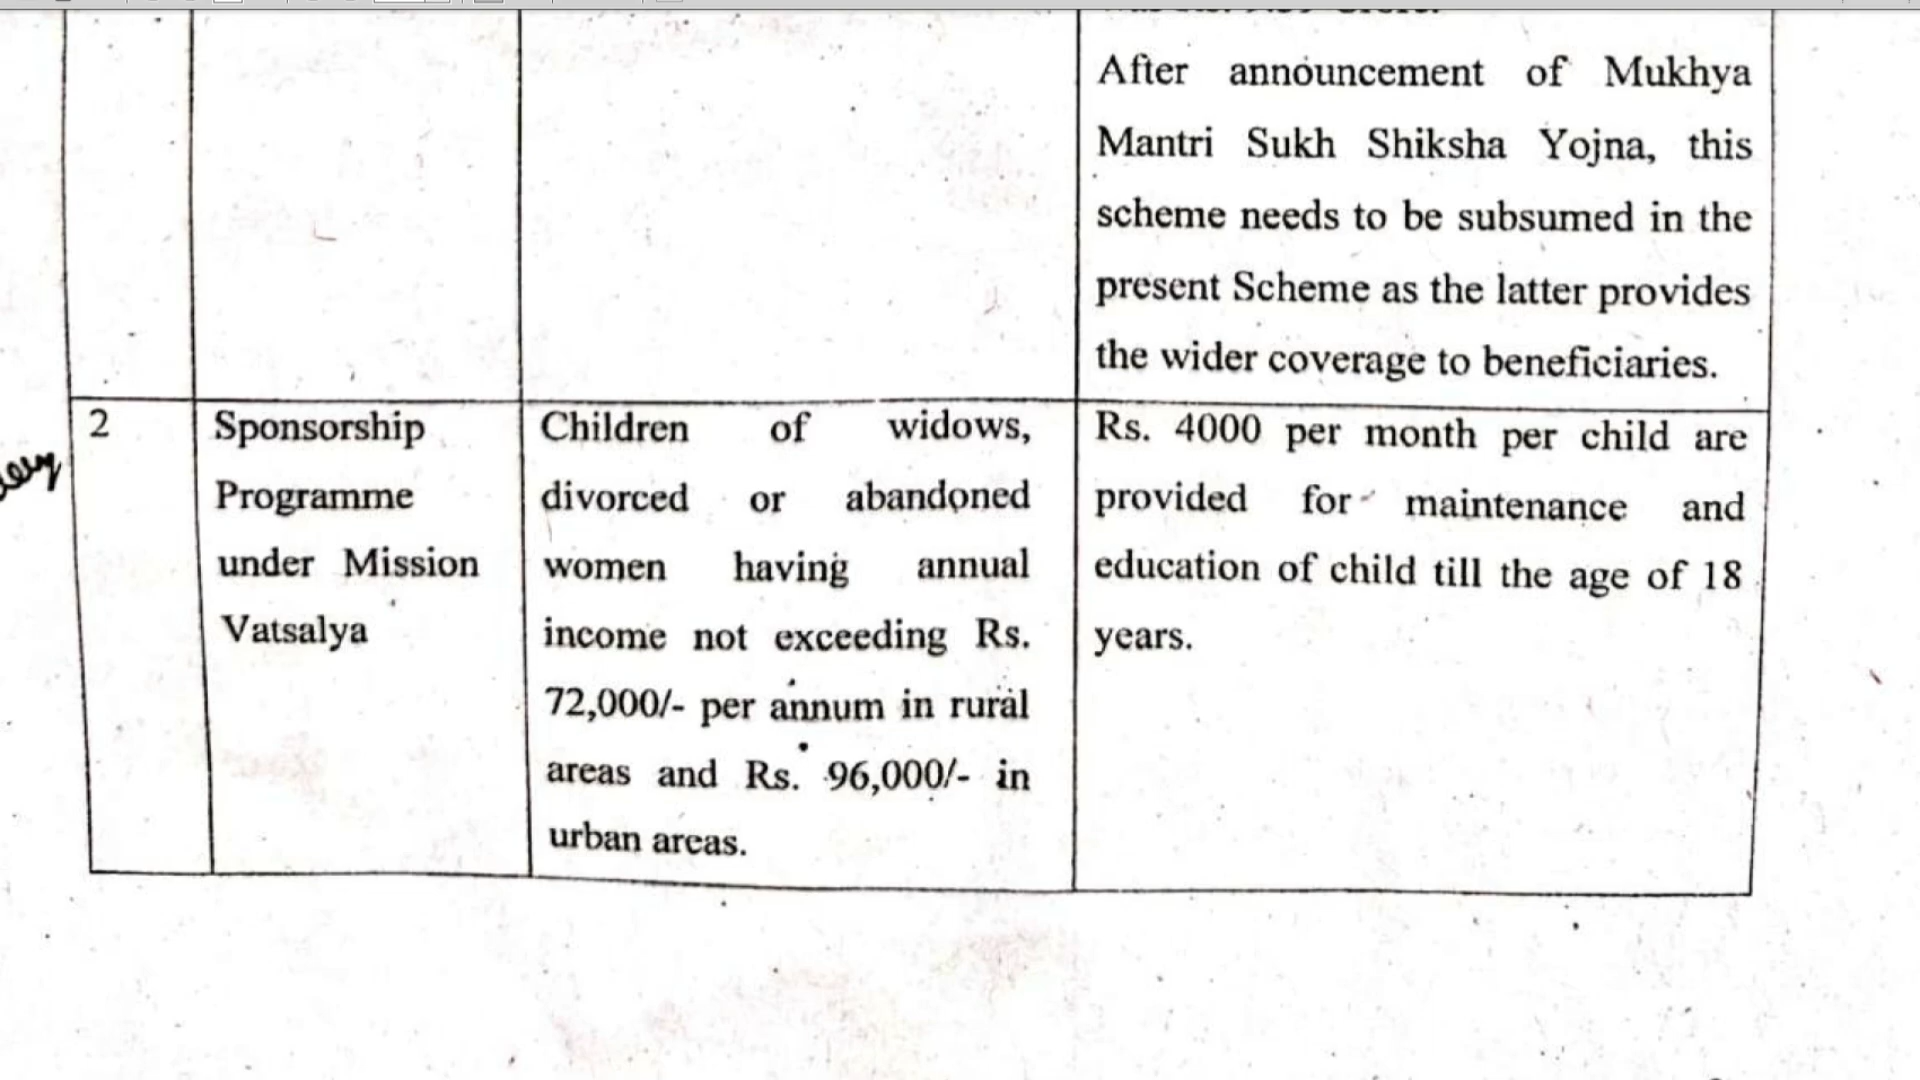 After announcement of Mukhya
Mantri Sukh Shiksha Yojna, this
scheme needs to be subsumed in the
present Scheme as the latter provides
the wider coverage to beneficiaries.
2
Sponsorship
Programme
under Mission
Vatsalya
Children of widows,
divorced or abandoned
women having annual
income not exceeding Rs.
72,000/- per annum in rural
areas and Rs. 96,000/- in
urban areas.
Rs. 4000 per month per child are
provided for maintenance and
education of child till the age of 18
years.